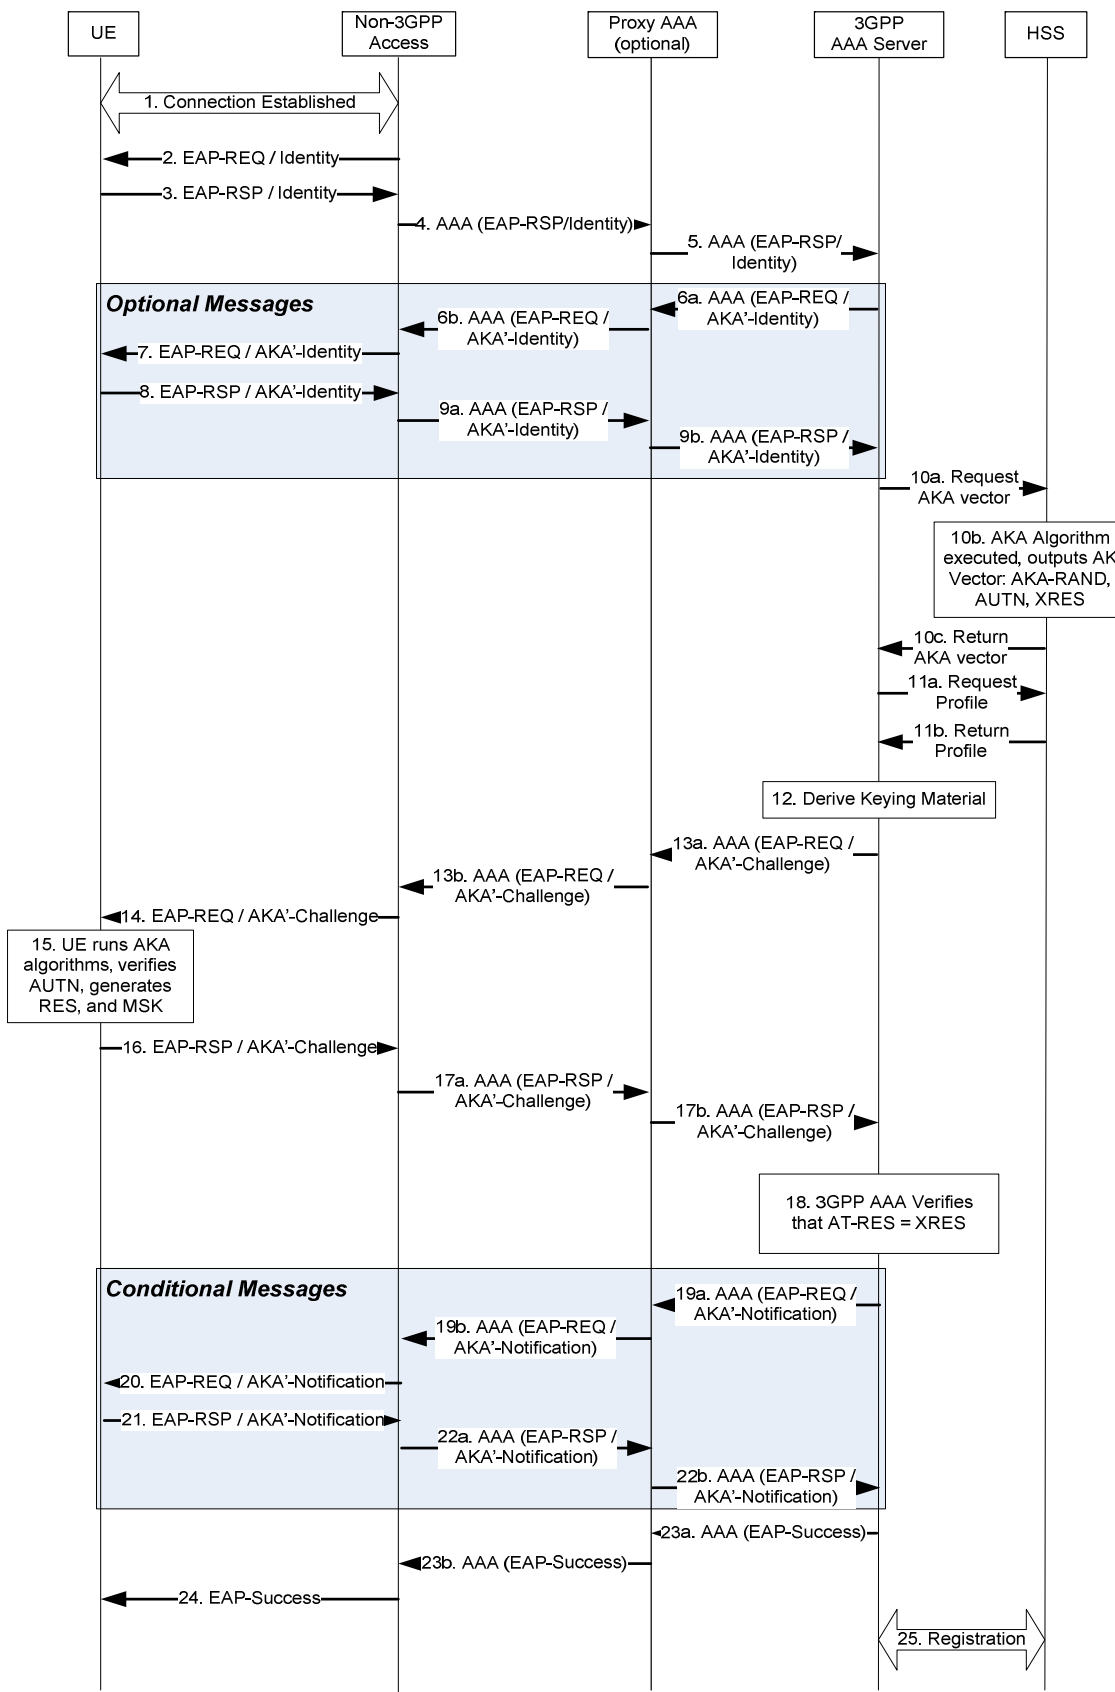 UE
Non-3GPP
Access
Proxy AAA
(optional)
3GPP
AAA Server
HSS
1. Connection Established
2. EAP-REQ / Identity
3. EAP-RSP / Identity
4. AAA (EAP-RSP/Identity)
5. AAA (EAP-RSP/
Identity)
Optional Messages
6a. AAA (EAP-REQ /
AKA'-Identity)
6b. AAA (EAP-REQ /
AKA'-Identity)
7. EAP-REQ / AKA'-Identity
8. EAP-RSP / AKA'-Identity
9a. AAA (EAP-RSP /
AKA'-Identity)
9b. AAA (EAP-RSP /
AKA'-Identity)
10a. Request
AKA vector
10b. AKA Algorithm
executed, outputs AK
Vector: AKA-RAND,
AUTN, XRES
10c. Return
AKA vector
11a. Request
Profile
11b. Return
Profile
12. Derive Keying Material
13a. AAA (EAP-REQ /
AKA'-Challenge)
13b. AAA (EAP-REQ /
AKA'-Challenge)
14. EAP-REQ / AKA'-Challenge
15. UE runs AKA
algorithms, verifies
AUTN, generates
RES, and MSK
16. EAP-RSP / AKA'-Challenge
17a. AAA (EAP-RSP /
AKA'-Challenge)
17b. AAA (EAP-RSP /
AKA'-Challenge)
18. 3GPP AAA Verifies
that AT-RES = XRES
Conditional Messages
19a. AAA (EAP-REQ /
AKA'-Notification)
19b. AAA (EAP-REQ /
AKA'-Notification)
20. EAP-REQ / AKA'-Notification
21. EAP-RSP / AKA'-Notification
22a. AAA (EAP-RSP /
AKA'-Notification)
22b. AAA (EAP-RSP /
AKA'-Notification)
23a. AAA (EAP-Success)
23b. AAA (EAP-Success)
24. EAP-Success
25. Registration